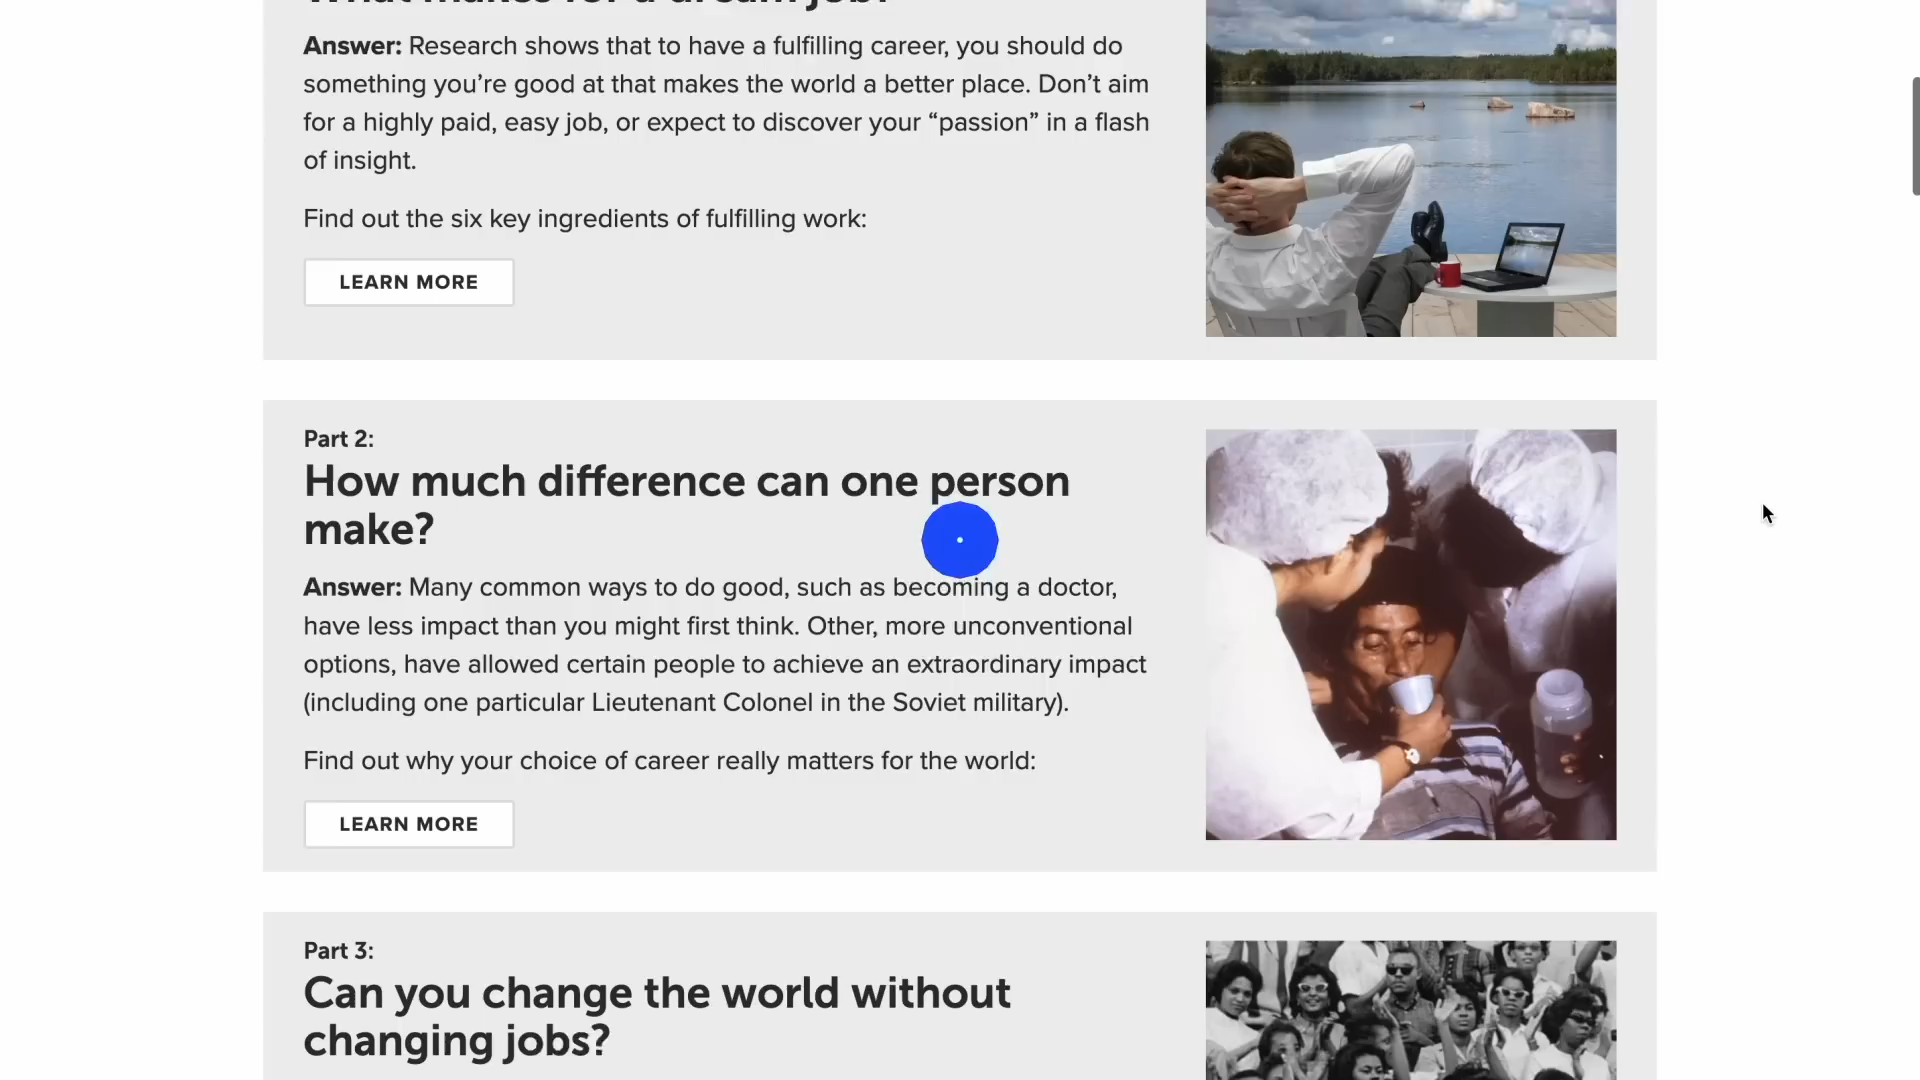 What makes for a dream job?
Answer: Research shows that to have a fulfilling career, you should do
something you’re good at that makes the world a better place. Don’t aim
for a highly paid, easy job, or expect to discover your “passion” in a flash
of insight.
Find out the six key ingredients of fulfilling work:
LEARN MORE
Part 2:
How much difference can one person
make?
Answer: Many common ways to do good, such as becoming a doctor,
have less impact than you might first think. Other, more unconventional
options, have allowed certain people to achieve an extraordinary impact
(including one particular Lieutenant Colonel in the Soviet military).
Find out why your choice of career really matters for the world:
LEARN MORE
Part 3:
Can you change the world without
changing jobs?